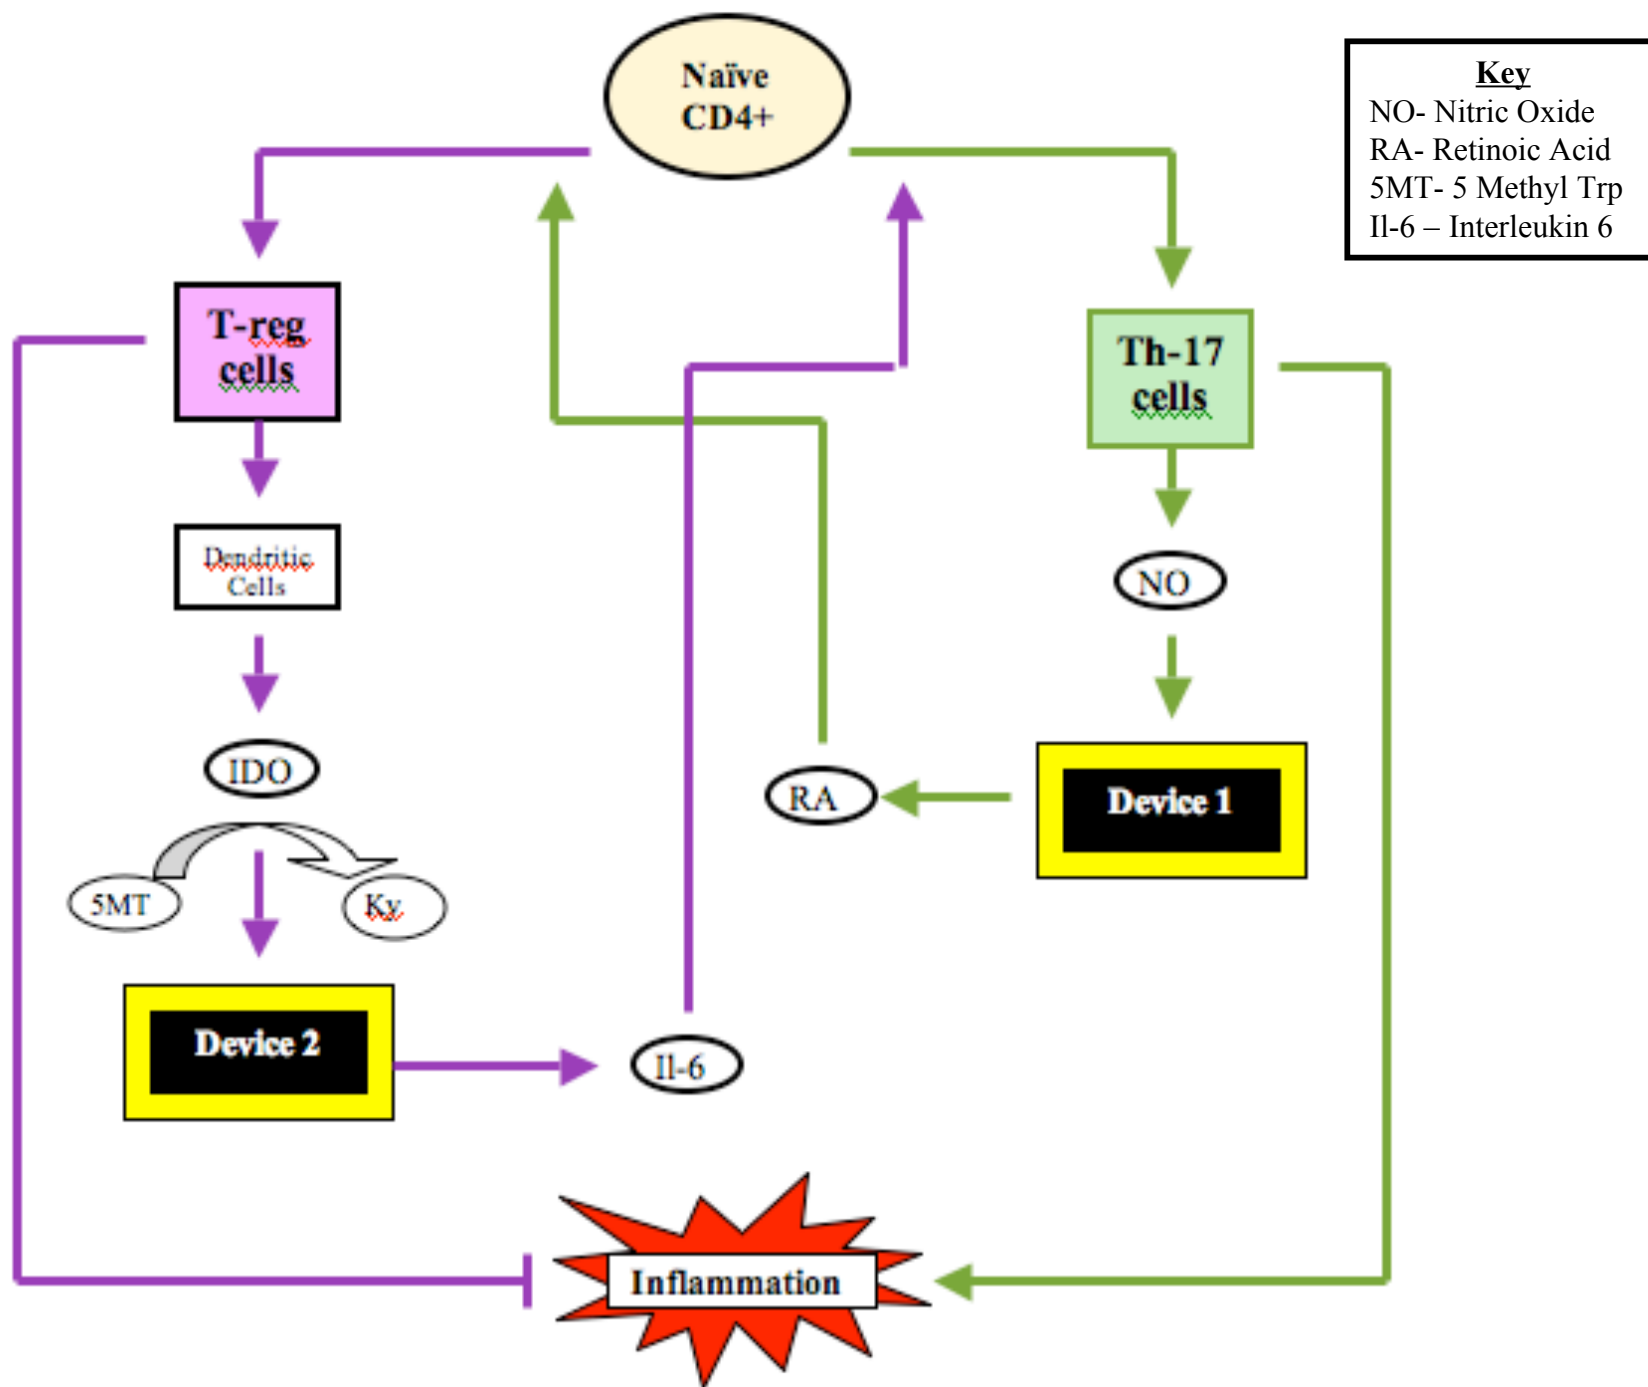 Naïve
CD4+
Key
NO- Nitric Oxide
RA- Retinoic Acid
5MT- 5 Methyl Trp
Il-6 – Interleukin 6
T-reg
cells
Th-17
cells
Dendritic
Cells
NO
IDO
RA
Device 1
5MT
Ky
Device 2
Il-6
Inflammation